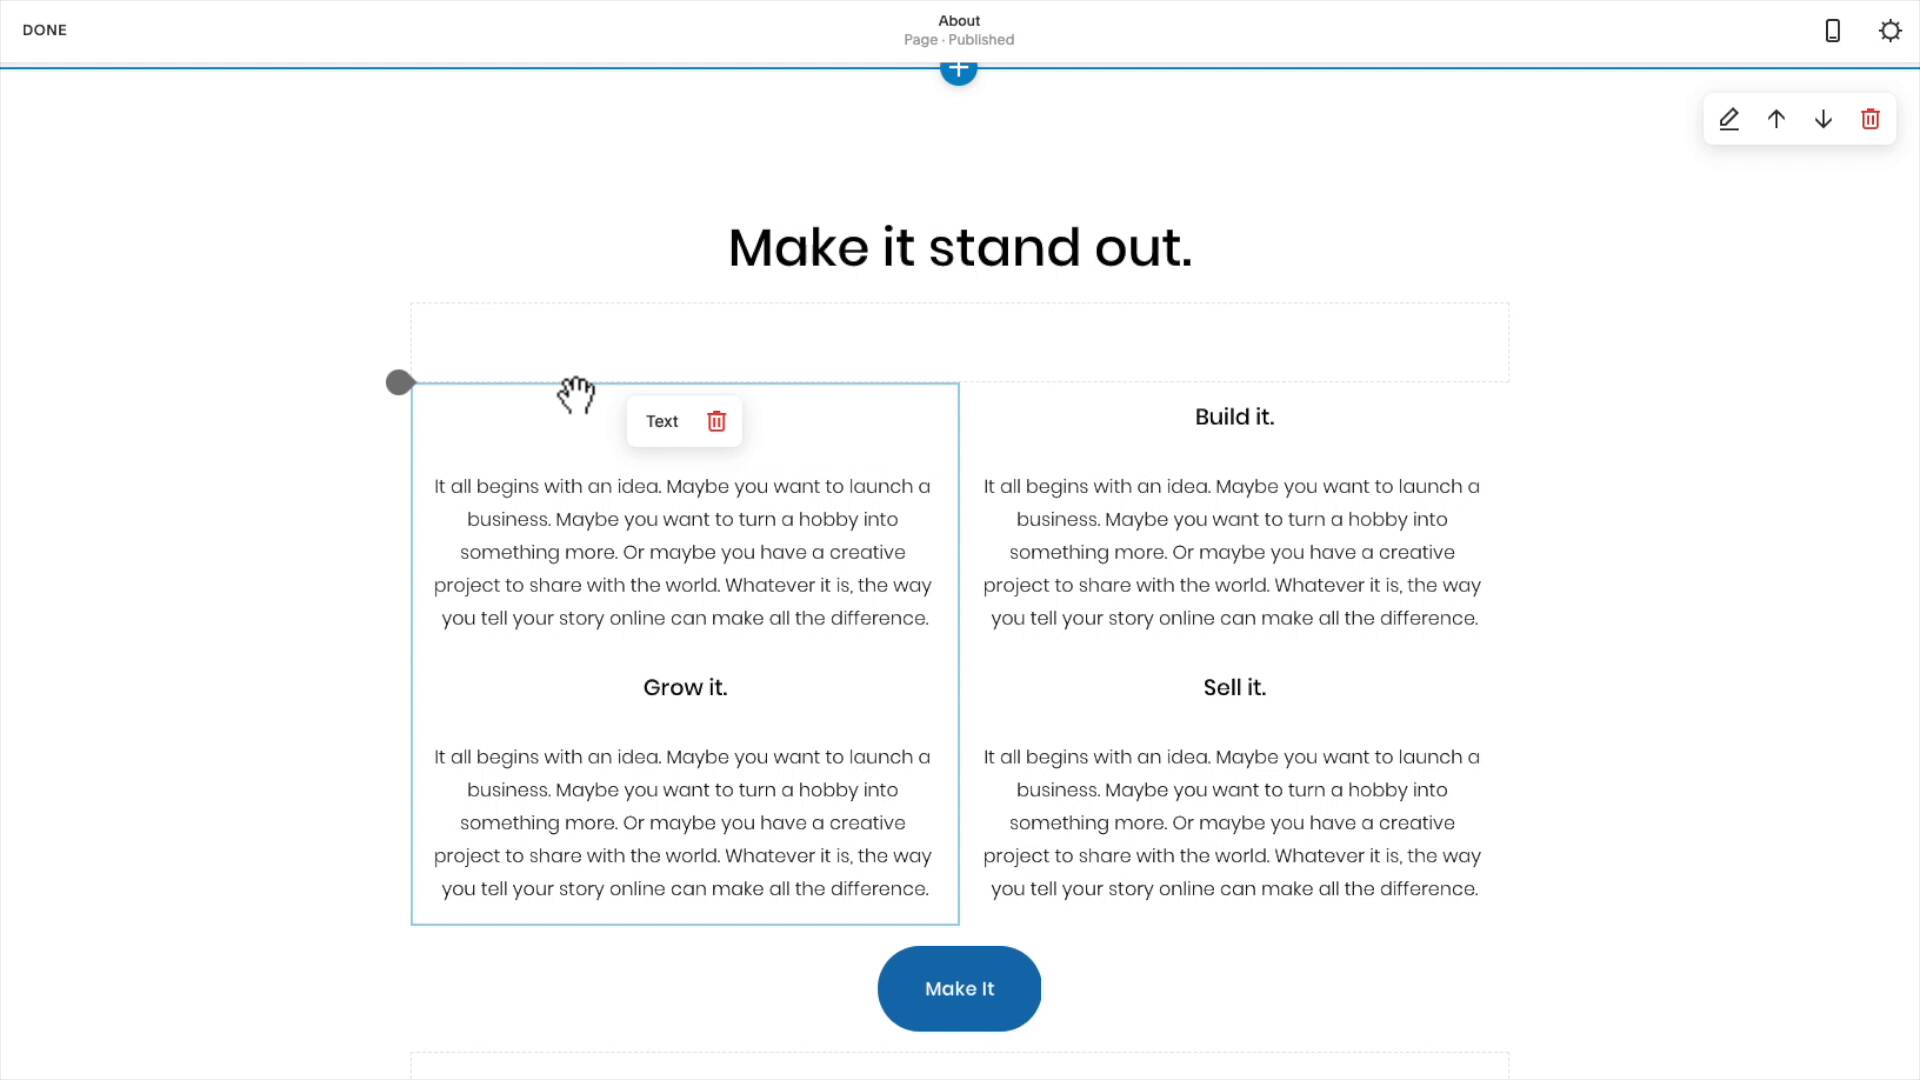 DONE
About
Page · Published
Make it stand out.
Text
It all begins with an idea. Maybe you want to launch a
business. Maybe you want to turn a hobby into
something more. Or maybe you have a creative
project to share with the world. Whatever it is, the way
you tell your story online can make all the difference.
Build it.
It all begins with an idea. Maybe you want to launch a
business. Maybe you want to turn a hobby into
something more. Or maybe you have a creative
project to share with the world. Whatever it is, the way
you tell your story online can make all the difference.
Grow it.
It all begins with an idea. Maybe you want to launch a
business. Maybe you want to turn a hobby into
something more. Or maybe you have a creative
project to share with the world. Whatever it is, the way
you tell your story online can make all the difference.
Sell it.
It all begins with an idea. Maybe you want to launch a
business. Maybe you want to turn a hobby into
something more. Or maybe you have a creative
project to share with the world. Whatever it is, the way
you tell your story online can make all the difference.
Make It